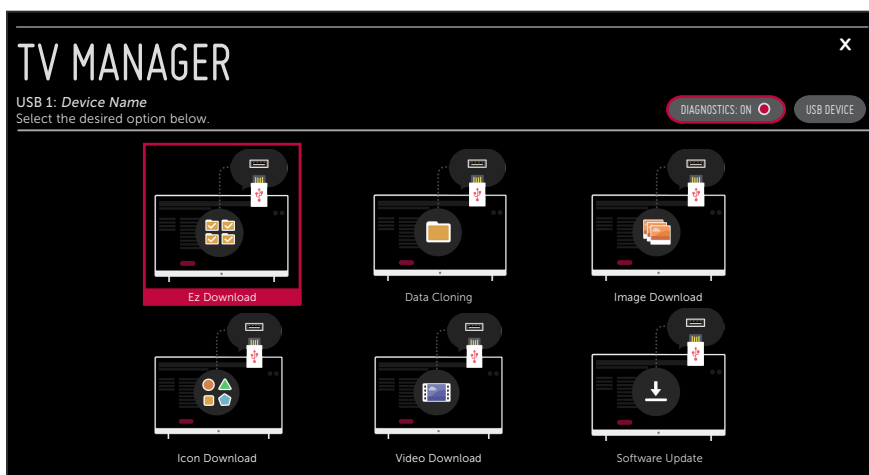 X
TV MANAGER
USB 1: Device Name
Select the desired option below.
DIAGNOSTICS: ON
USB DEVICE
Ez Download
Data Cloning
Image Download
Icon Download
Video Download
Software Update